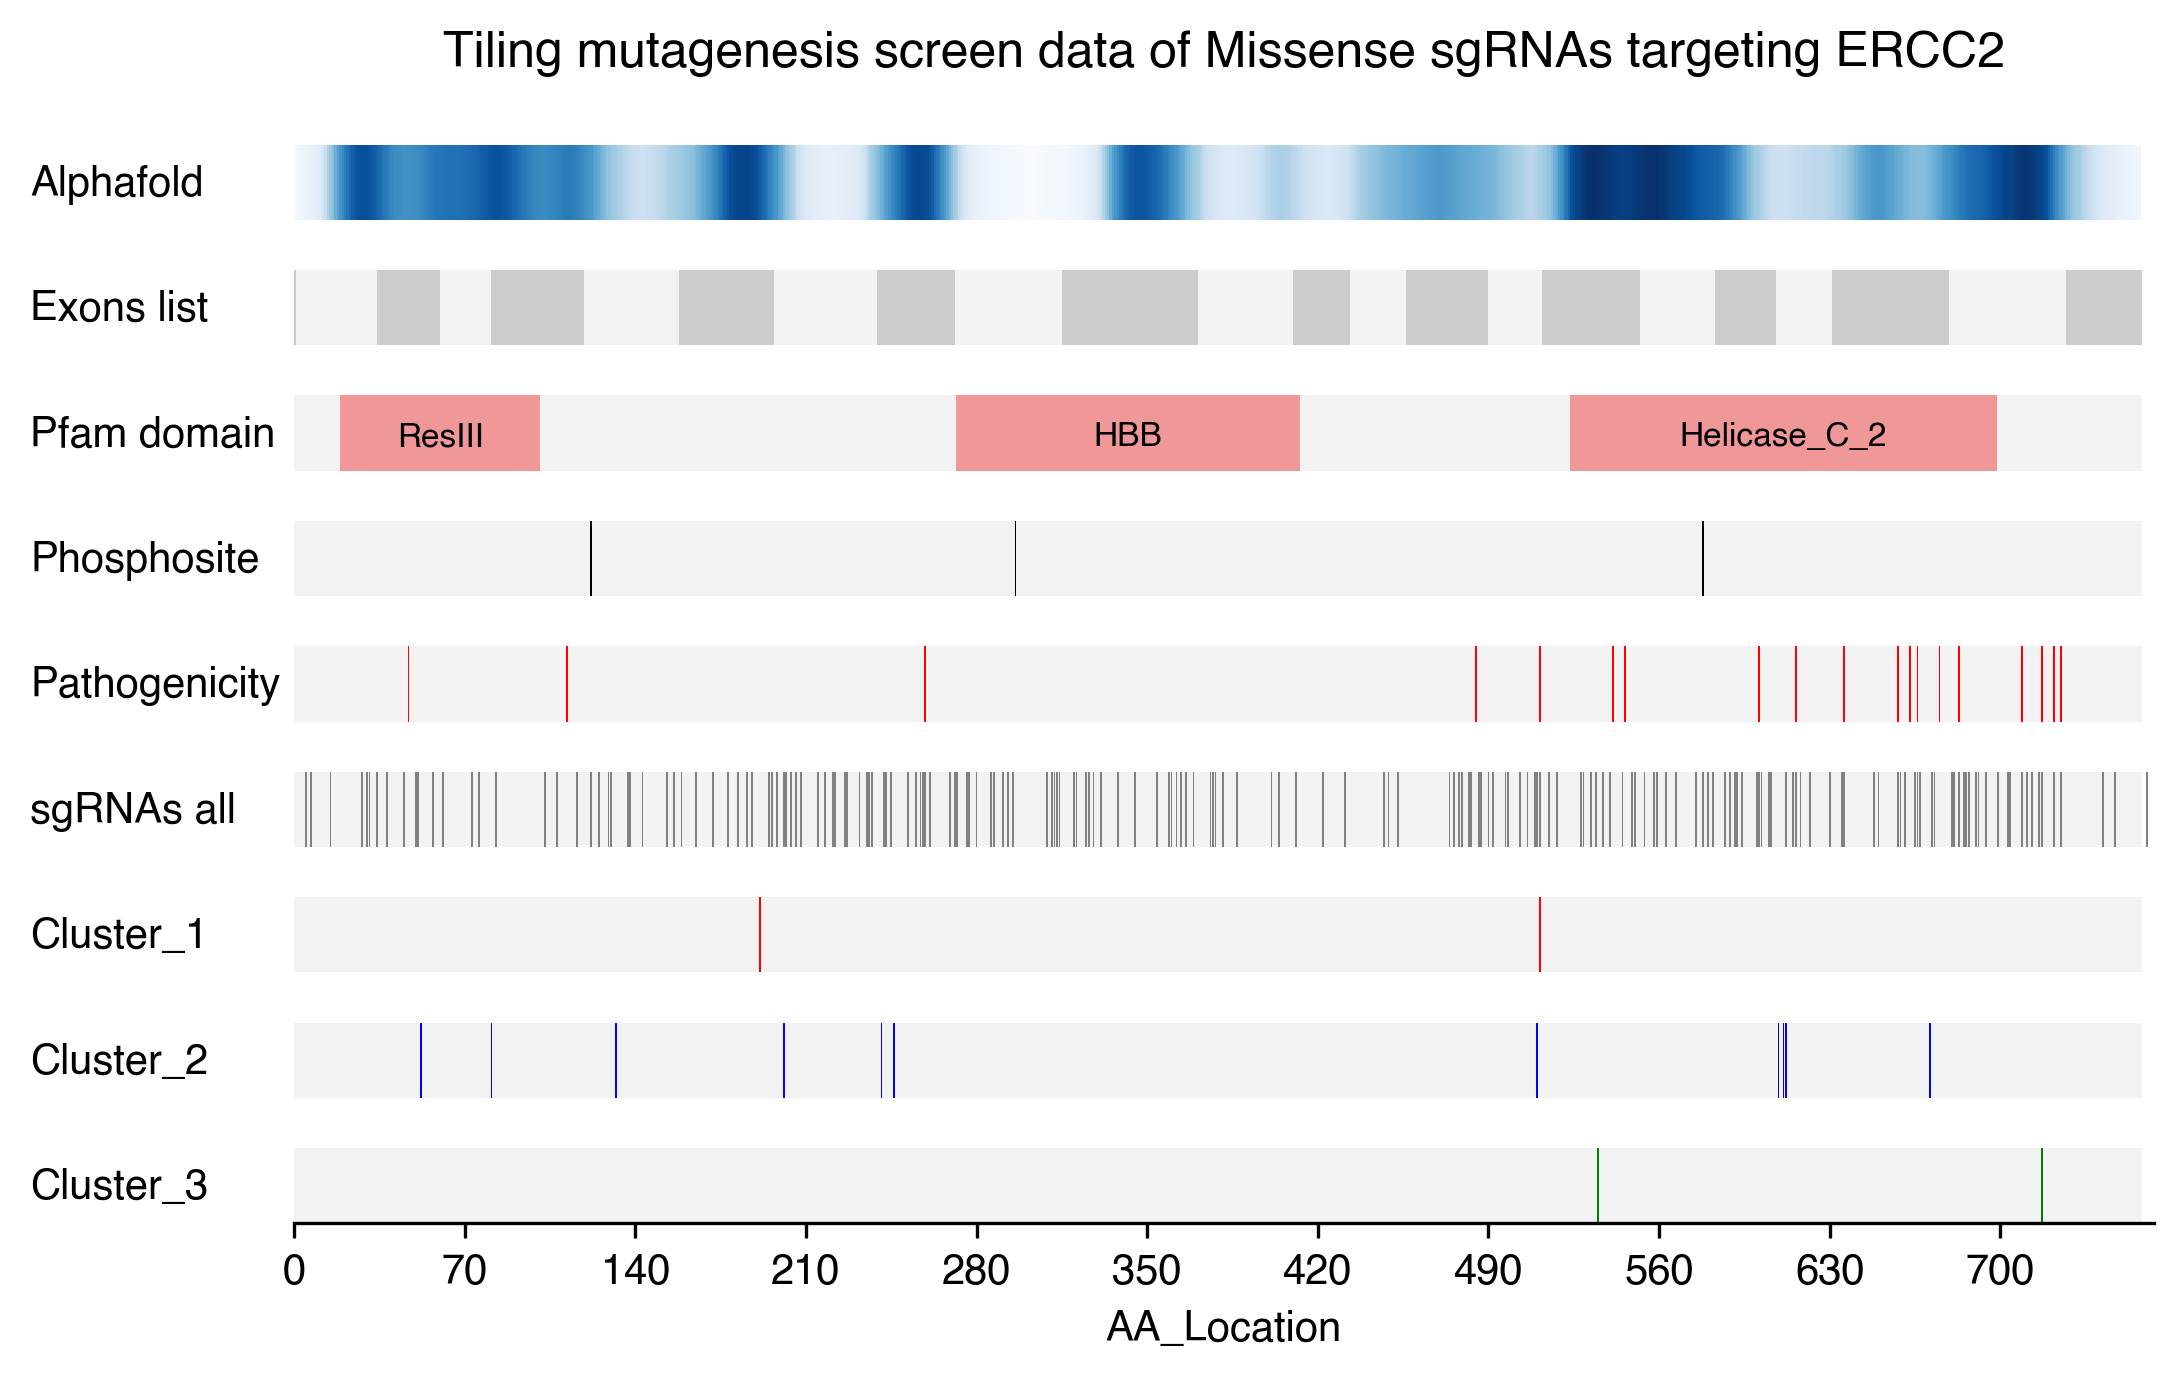 Tiling mutagenesis screen data of Missense sgRNAs targeting ERCC2
Alphafold
Exons list
Pfam domain
ResIII
HBB
Helicase_C_2
Phosphosite
Pathogenicity
sgRNAs all
Cluster_1
Cluster_2
Cluster_3
0 70 140 210 280 350 420 490 560 630 700
AA_Location